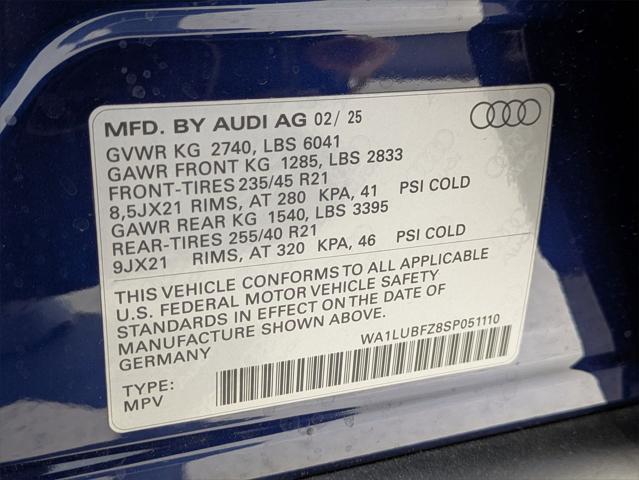 MFD. BY AUDI AG 02/ 25
GVWR KG 2740, LBS 6041
GAWR FRONT KG 1285, LBS 2833
FRONT-TIRES 235/45 R21
8,5JX21 RIMS, AT 280 KPA, 41 PSI COLD
GAWR REAR KG 1540, LBS 3395
REAR-TIRES 255/40 R21
9JX21 RIMS, AT 320 KPA, 46 PSI COLD
THIS VEHICLE CONFORMS TO ALL APPLICABLE
U.S. FEDERAL MOTOR VEHICLE SAFETY
STANDARDS IN EFFECT ON THE DATE OF
MANUFACTURE SHOWN ABOVE.
GERMANY
WA1LUBFZ8SP051110
TYPE:
MPV